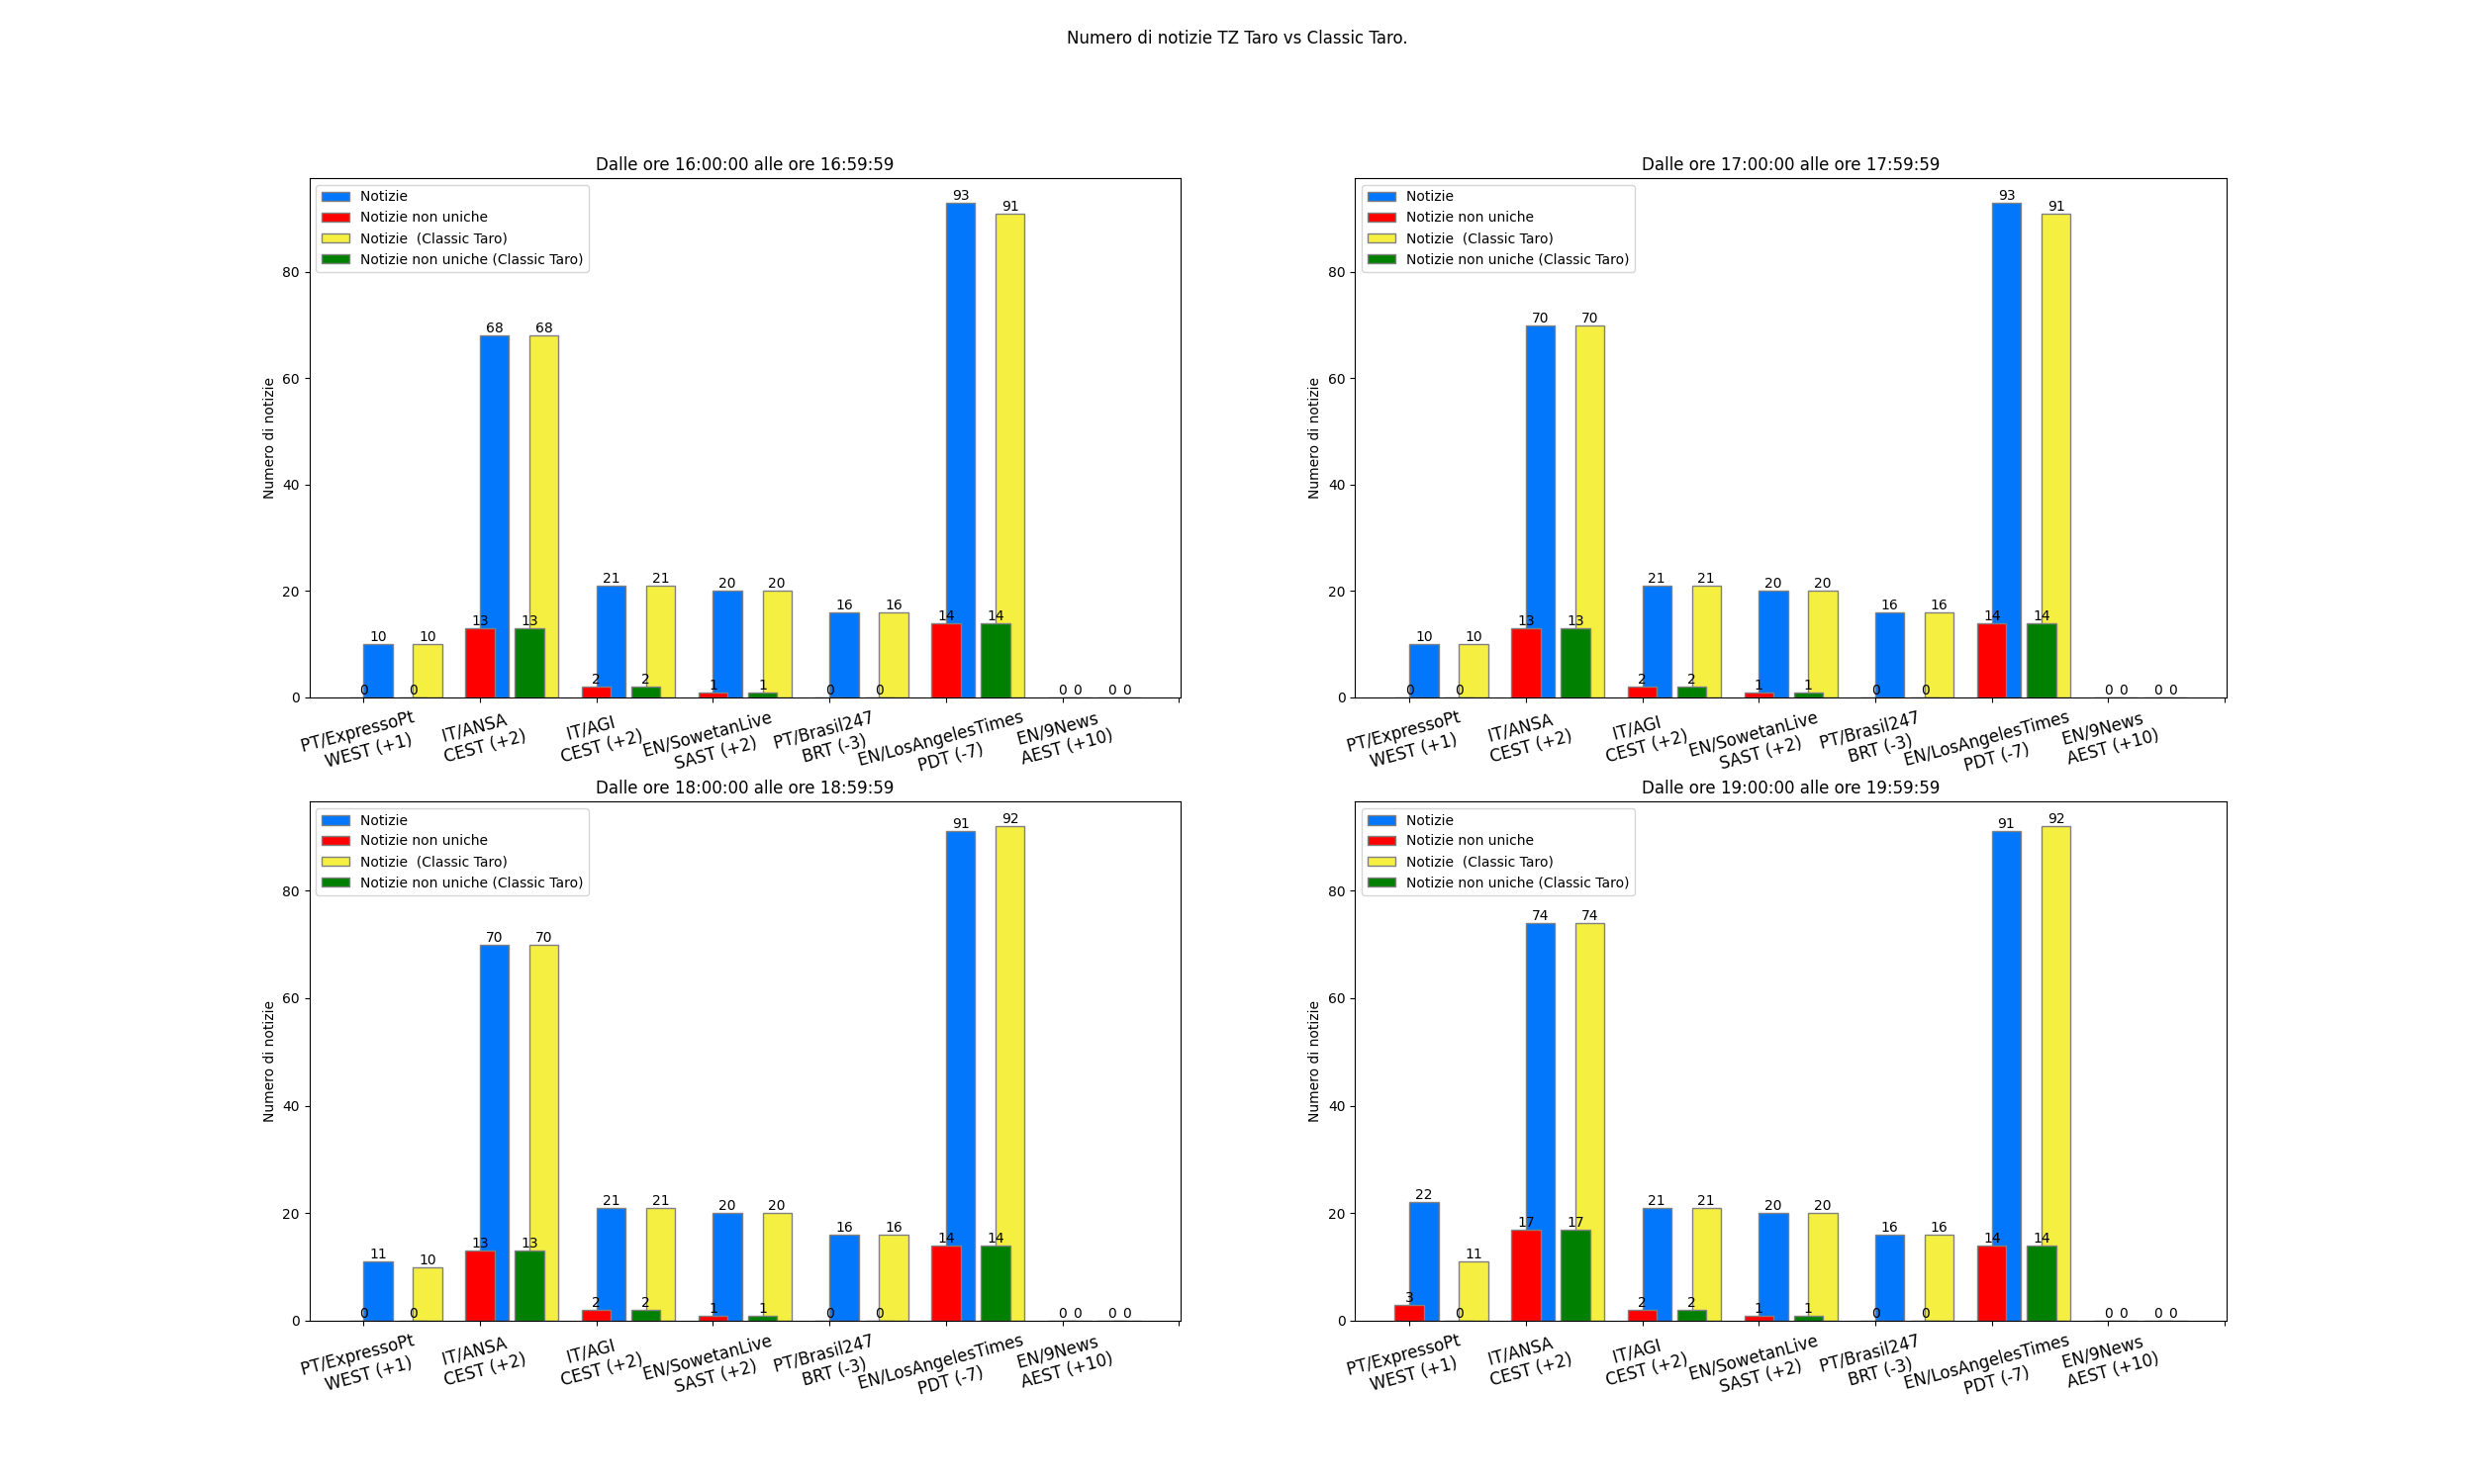 Numero di notizie TZ Taro vs Classic Taro.
Dalle ore 16:00:00 alle ore 16:59:59
Notizie
Notizie non uniche
Notizie  (Classic Taro)
Notizie non uniche (Classic Taro)
Numero di notizie
80
60
40
20
0
10 10 68 68 21 21 20 20 16 16 93 91 0 0
0 0 13 13 2 2 1 1 0 0 14 14 0 0
PT/ExpressoPt
WEST (+1)
IT/ANSA
CEST (+2)
IT/AGI
CEST (+2)
EN/SowetanLive
SAST (+2)
PT/Brasil247
BRT (-3)
EN/LosAngelesTimes
PDT (-7)
EN/9News
AEST (+10)
Dalle ore 17:00:00 alle ore 17:59:59
Notizie
Notizie non uniche
Notizie  (Classic Taro)
Notizie non uniche (Classic Taro)
Numero di notizie
80
60
40
20
0
10 10 70 70 21 21 20 20 16 16 93 91 0 0
0 0 13 13 2 2 1 1 0 0 14 14 0 0
PT/ExpressoPt
WEST (+1)
IT/ANSA
CEST (+2)
IT/AGI
CEST (+2)
EN/SowetanLive
SAST (+2)
PT/Brasil247
BRT (-3)
EN/LosAngelesTimes
PDT (-7)
EN/9News
AEST (+10)
Dalle ore 18:00:00 alle ore 18:59:59
Notizie
Notizie non uniche
Notizie  (Classic Taro)
Notizie non uniche (Classic Taro)
Numero di notizie
80
60
40
20
0
11 10 70 70 21 21 20 20 16 16 91 92 0 0
0 0 13 13 2 2 1 1 0 0 14 14 0 0
PT/ExpressoPt
WEST (+1)
IT/ANSA
CEST (+2)
IT/AGI
CEST (+2)
EN/SowetanLive
SAST (+2)
PT/Brasil247
BRT (-3)
EN/LosAngelesTimes
PDT (-7)
EN/9News
AEST (+10)
Dalle ore 19:00:00 alle ore 19:59:59
Notizie
Notizie non uniche
Notizie  (Classic Taro)
Notizie non uniche (Classic Taro)
Numero di notizie
80
60
40
20
0
22 11 74 74 21 21 20 20 16 16 91 92 0 0
3 0 17 17 2 2 1 1 0 0 14 14 0 0
PT/ExpressoPt
WEST (+1)
IT/ANSA
CEST (+2)
IT/AGI
CEST (+2)
EN/SowetanLive
SAST (+2)
PT/Brasil247
BRT (-3)
EN/LosAngelesTimes
PDT (-7)
EN/9News
AEST (+10)